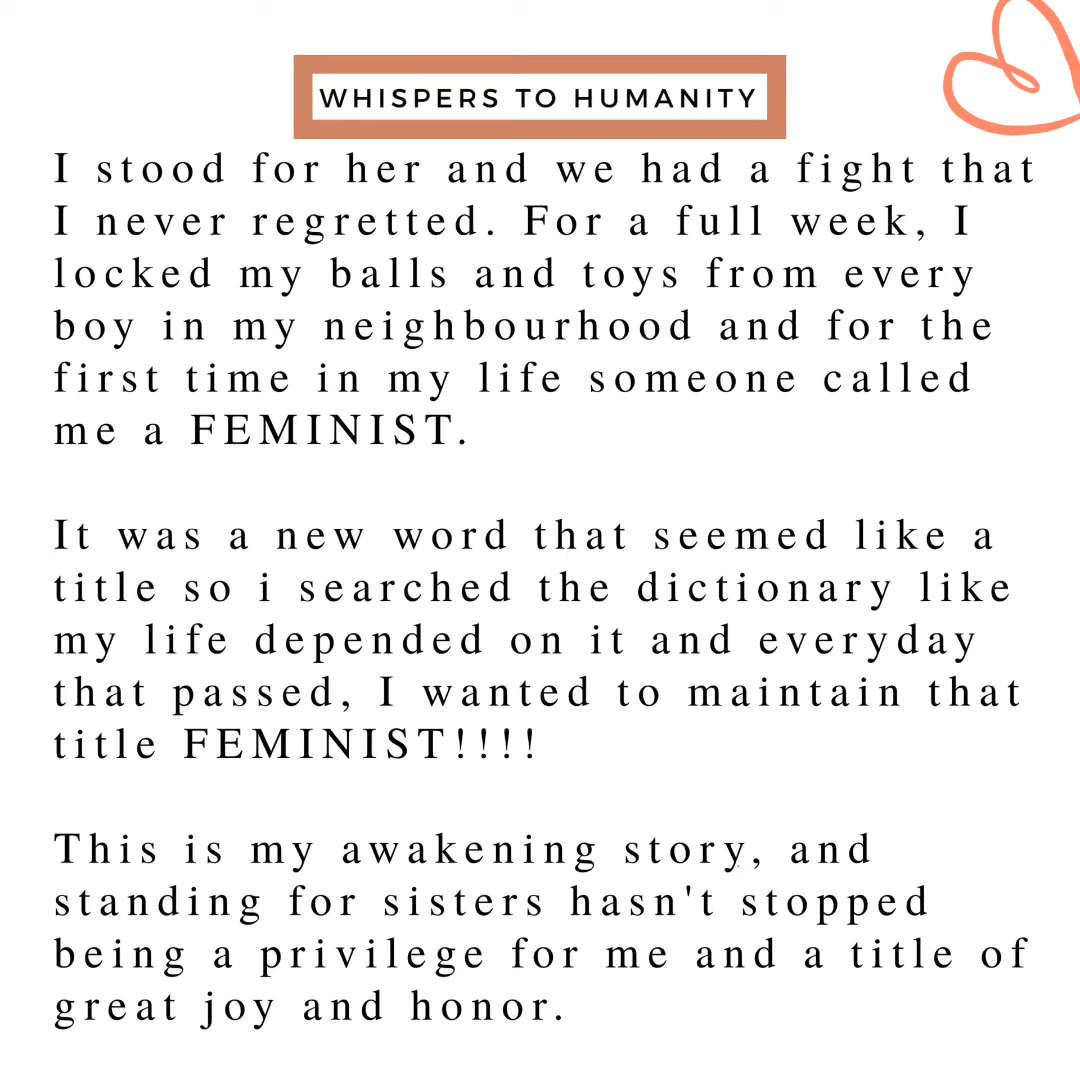 WHISPERS TO HUMANITY
I stood for her and we had a fight that
I never regretted. For a full week, I
locked my balls and toys from every
boy in my neighbourhood and for the
first time in my life someone called
me a FEMINIST.
It was a new word that seemed like a
title so i searched the dictionary like
my life depended on it and everyday
that passed, I wanted to maintain that
title FEMINIST!!!!
This is my awakening story, and
standing for sisters hasn't stopped
being a privilege for me and a title of
great joy and honor.